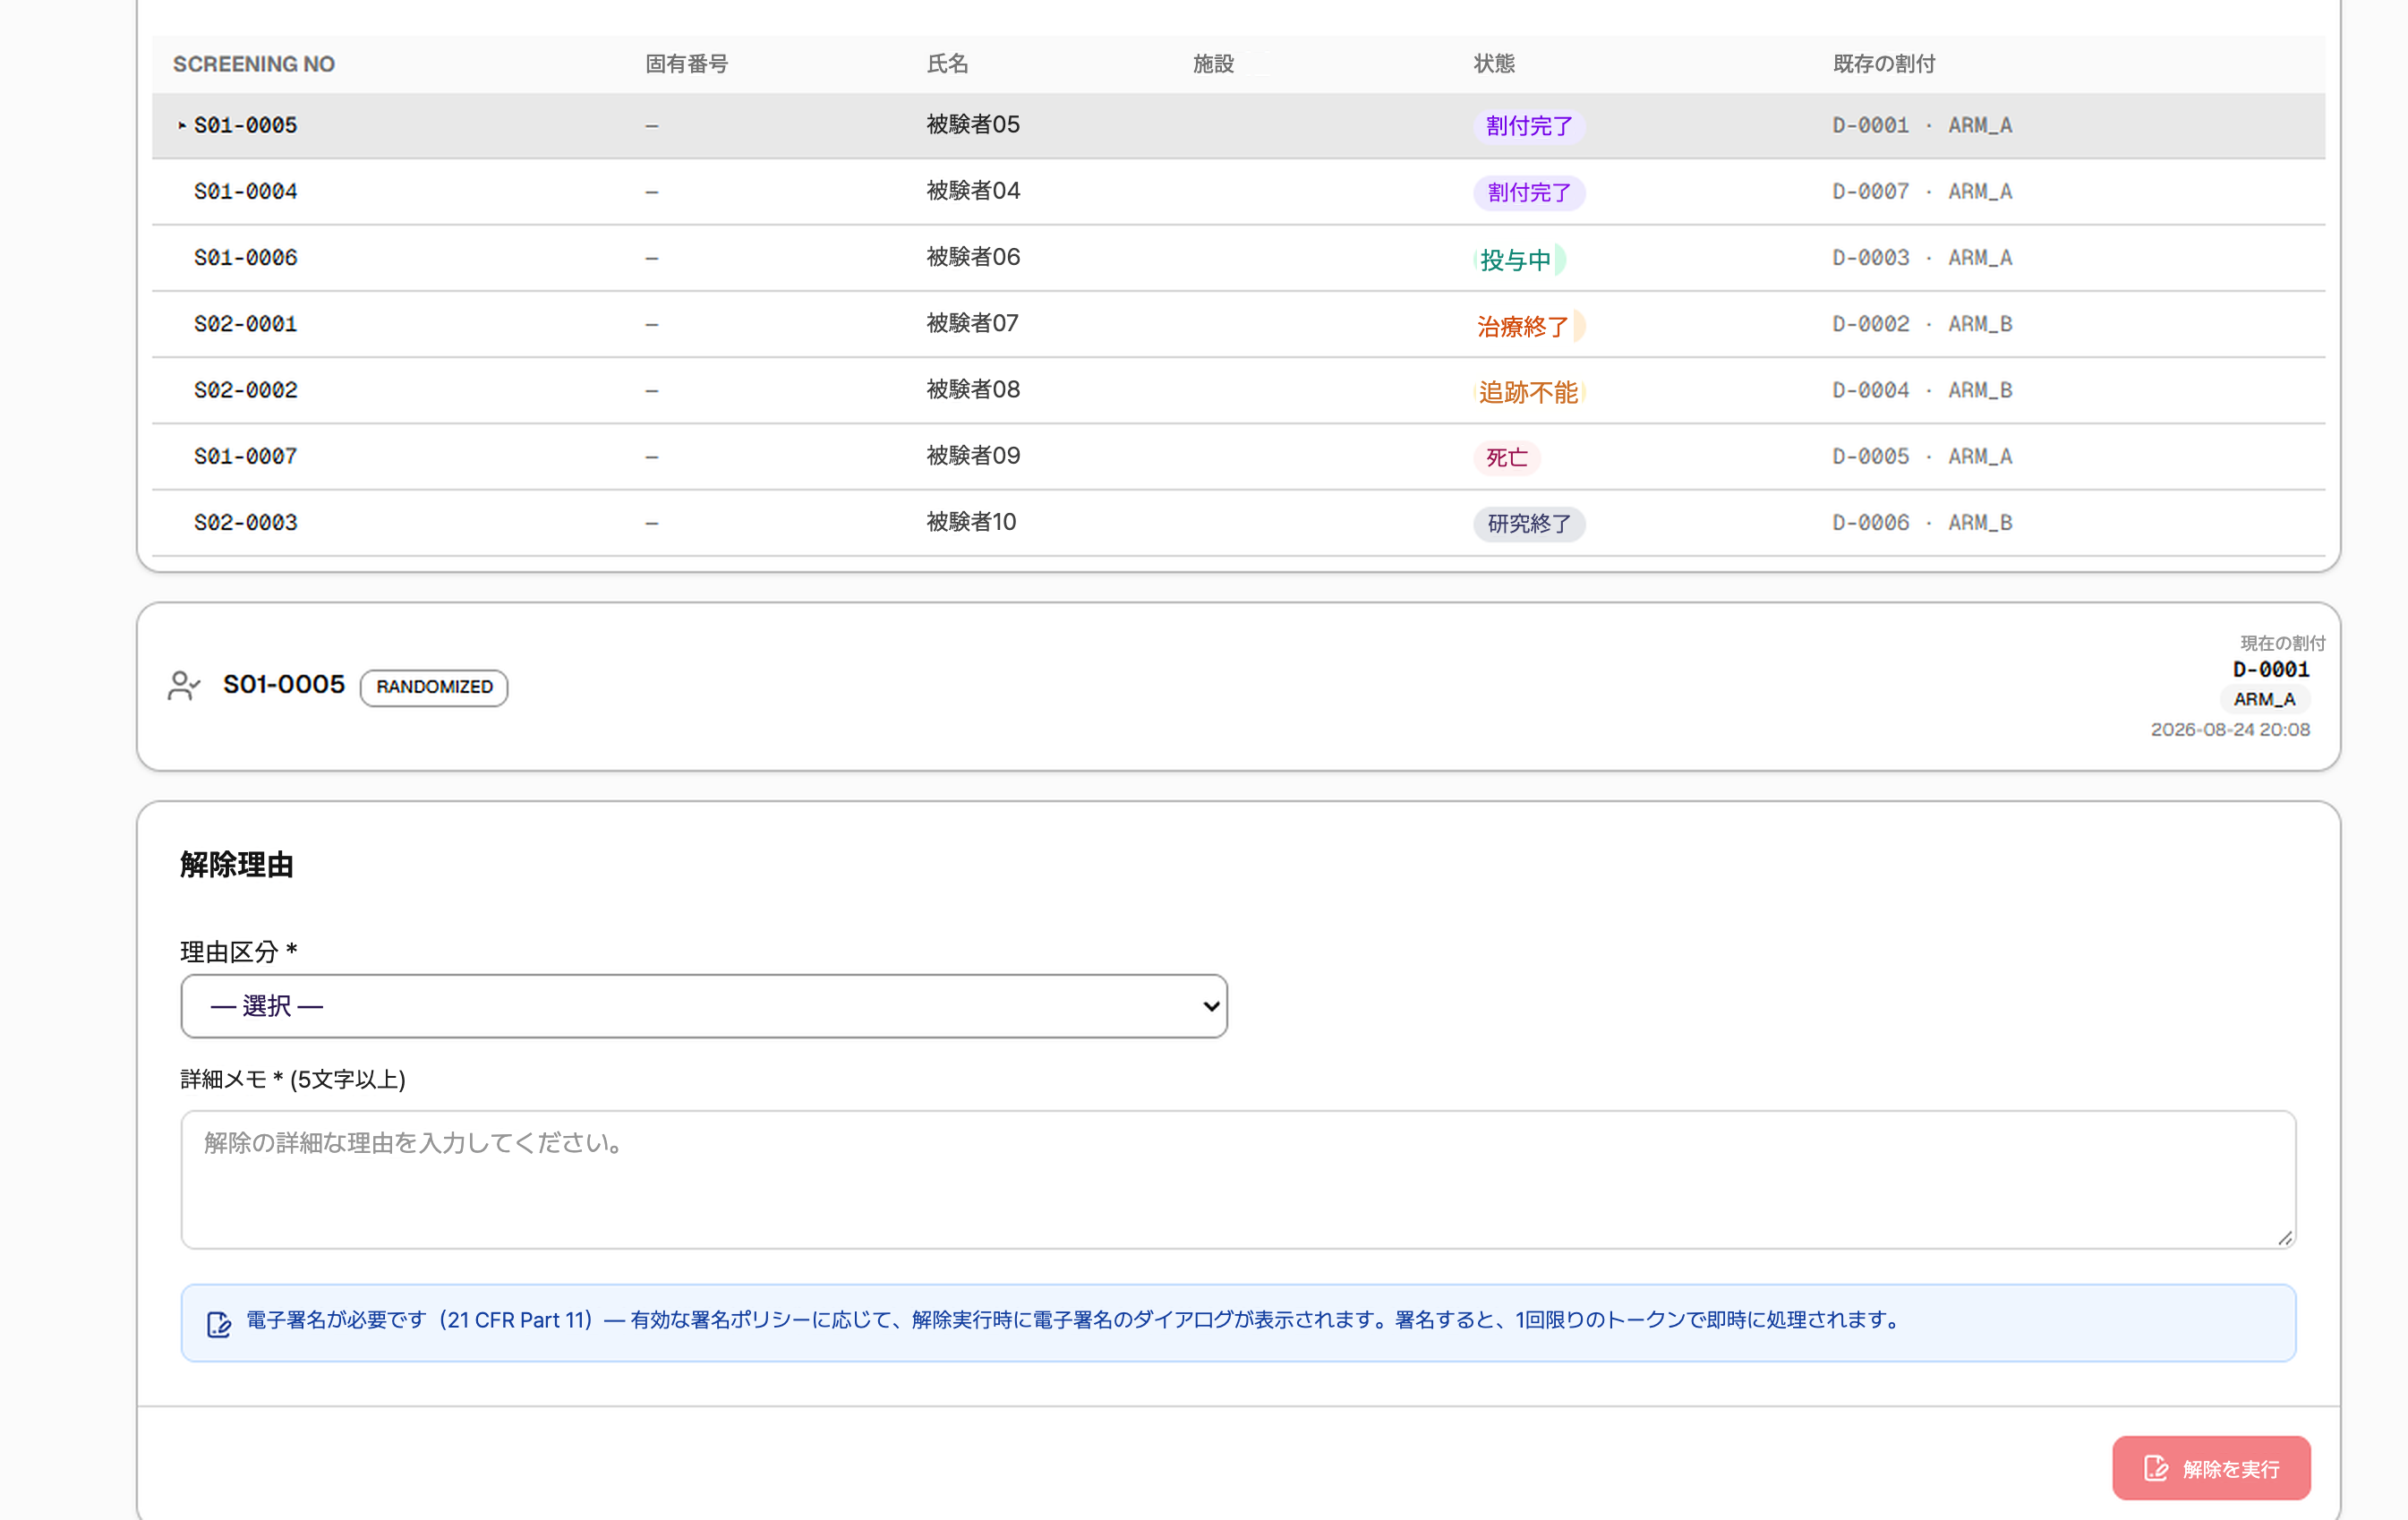 SCREENING NO 固有番号 氏名 施設 状態 既存の割付
S01-0005 – 被験者05 割付完了 D-0001 · ARM_A
S01-0004 – 被験者04 割付完了 D-0007 · ARM_A
S01-0006 – 被験者06 投与中 D-0003 · ARM_A
S02-0001 – 被験者07 治療終了 D-0002 · ARM_B
S02-0002 – 被験者08 追跡不能 D-0004 · ARM_B
S01-0007 – 被験者09 死亡 D-0005 · ARM_A
S02-0003 – 被験者10 研究終了 D-0006 · ARM_B
現在の割付
S01-0005 RANDOMIZED
D-0001
ARM_A
2026-08-24 20:08
解除理由
理由区分 *
— 選択 —
詳細メモ * (5文字以上)
解除の詳細な理由を入力してください。
電子署名が必要です（21 CFR Part 11）— 有効な署名ポリシーに応じて、解除実行時に電子署名のダイアログが表示されます。署名すると、1回限りのトークンで即時に処理されます。
解除を実行